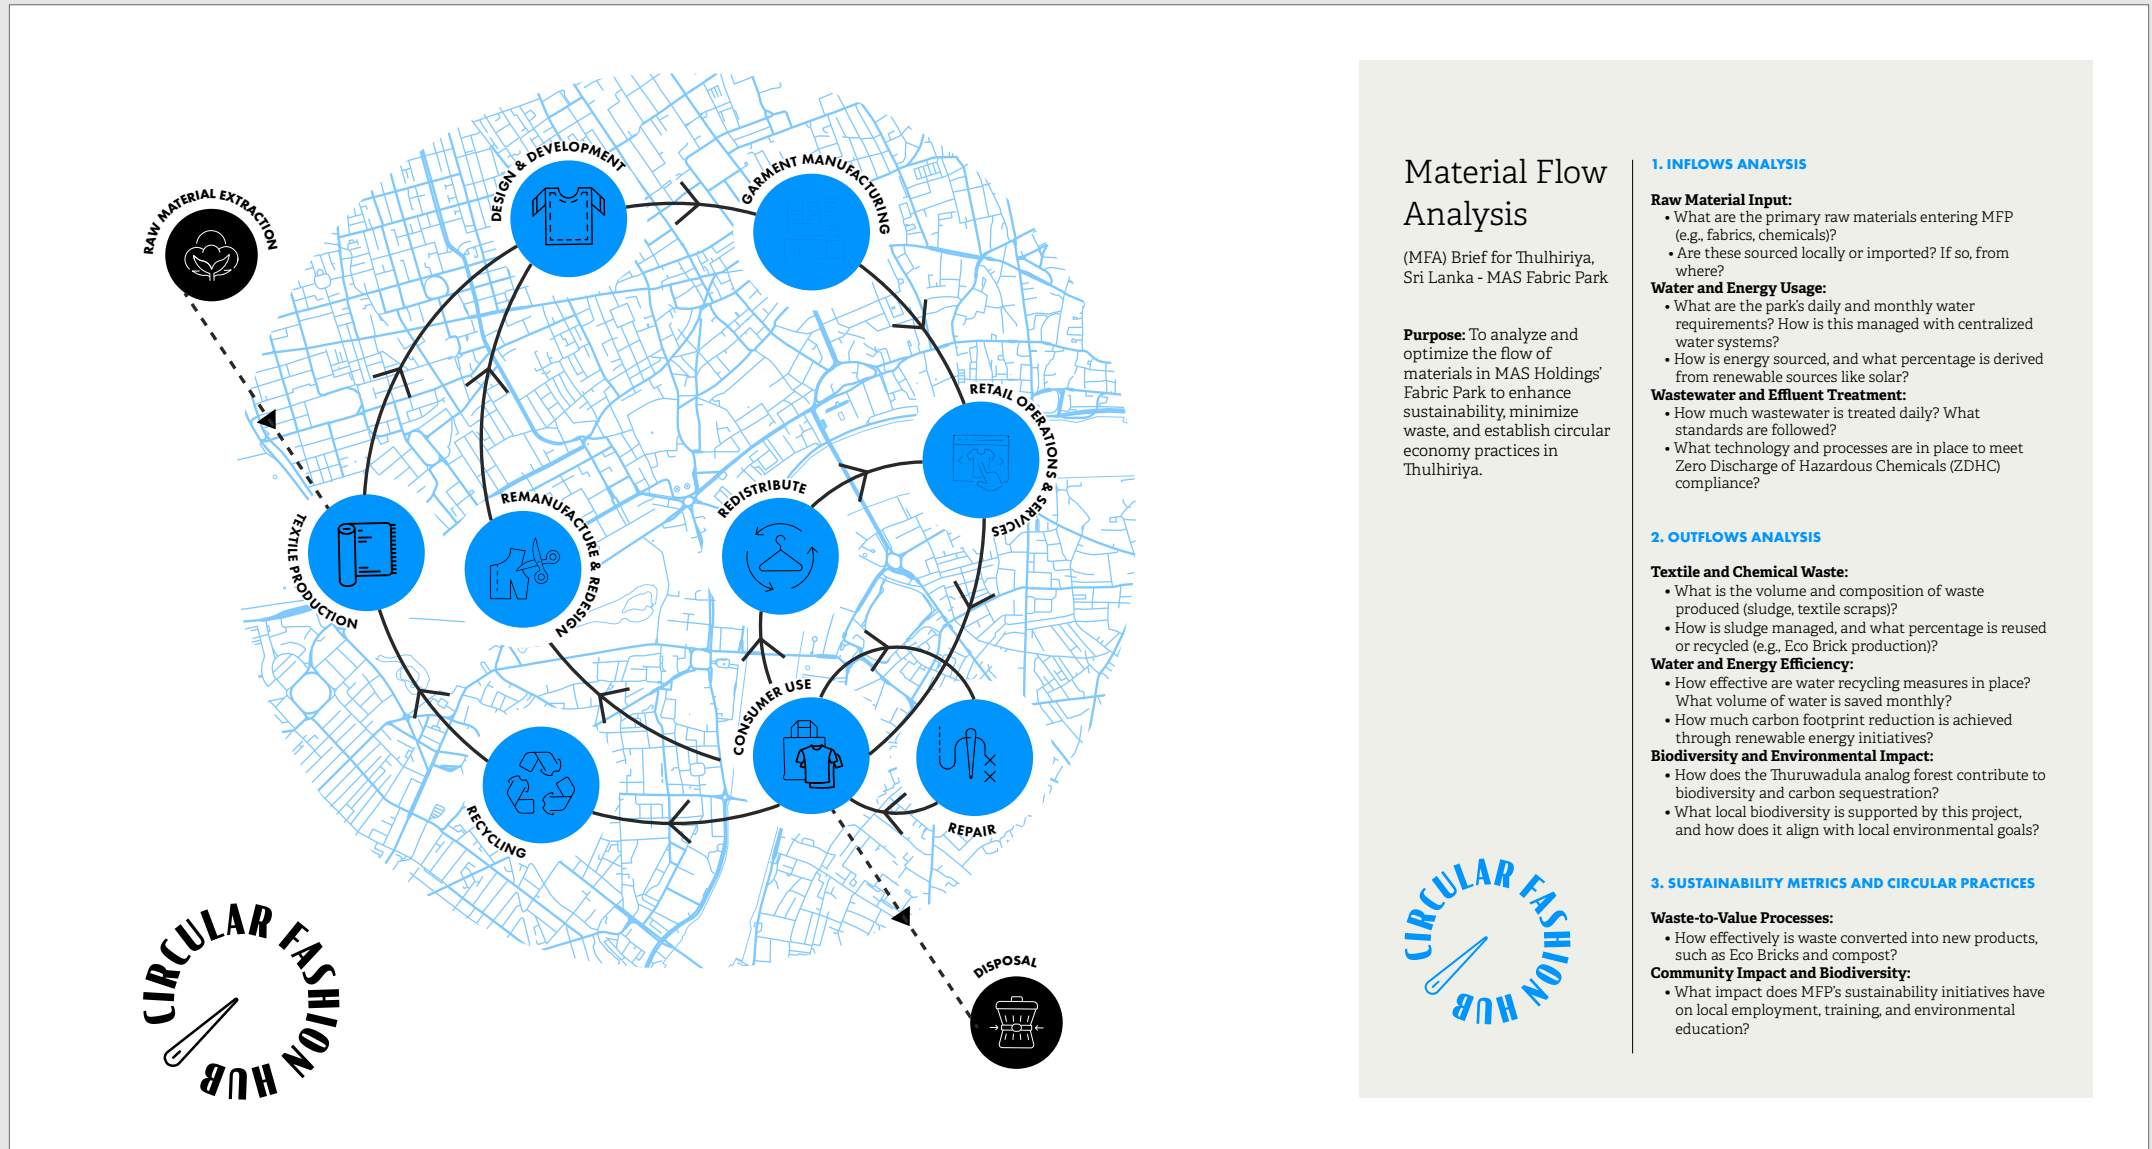 RAW MATERIAL EXTRACTION
DESIGN & DEVELOPMENT
GARMENT MANUFACTURING
RETAIL OPERATIONS & SERVICES
TEXTILE PRODUCTION
REMANUFACTURE & REDESIGN
REDISTRIBUTE
CONSUMER USE
REPAIR
RECYCLING
DISPOSAL
CIRCULAR FASHION HUB
Material Flow
Analysis
(MFA) Brief for Thulhiriya,
Sri Lanka - MAS Fabric Park
Purpose: To analyze and
optimize the flow of
materials in MAS Holdings'
Fabric Park to enhance
sustainability, minimize
waste, and establish circular
economy practices in
Thulhiriya.
CIRCULAR FASHION HUB
1. INFLOWS ANALYSIS
Raw Material Input:
• What are the primary raw materials entering MFP
(e.g., fabrics, chemicals)?
• Are these sourced locally or imported? If so, from
where?
Water and Energy Usage:
• What are the park's daily and monthly water
requirements? How is this managed with centralized
water systems?
• How is energy sourced, and what percentage is derived
from renewable sources like solar?
Wastewater and Effluent Treatment:
• How much wastewater is treated daily? What
standards are followed?
• What technology and processes are in place to meet
Zero Discharge of Hazardous Chemicals (ZDHC)
compliance?
2. OUTFLOWS ANALYSIS
Textile and Chemical Waste:
• What is the volume and composition of waste
produced (sludge, textile scraps)?
• How is sludge managed, and what percentage is reused
or recycled (e.g., Eco Brick production)?
Water and Energy Efficiency:
• How effective are water recycling measures in place?
What volume of water is saved monthly?
• How much carbon footprint reduction is achieved
through renewable energy initiatives?
Biodiversity and Environmental Impact:
• How does the Thuruwadula analog forest contribute to
biodiversity and carbon sequestration?
• What local biodiversity is supported by this project,
and how does it align with local environmental goals?
3. SUSTAINABILITY METRICS AND CIRCULAR PRACTICES
Waste-to-Value Processes:
• How effectively is waste converted into new products,
such as Eco Bricks and compost?
Community Impact and Biodiversity:
• What impact does MFP's sustainability initiatives have
on local employment, training, and environmental
education?